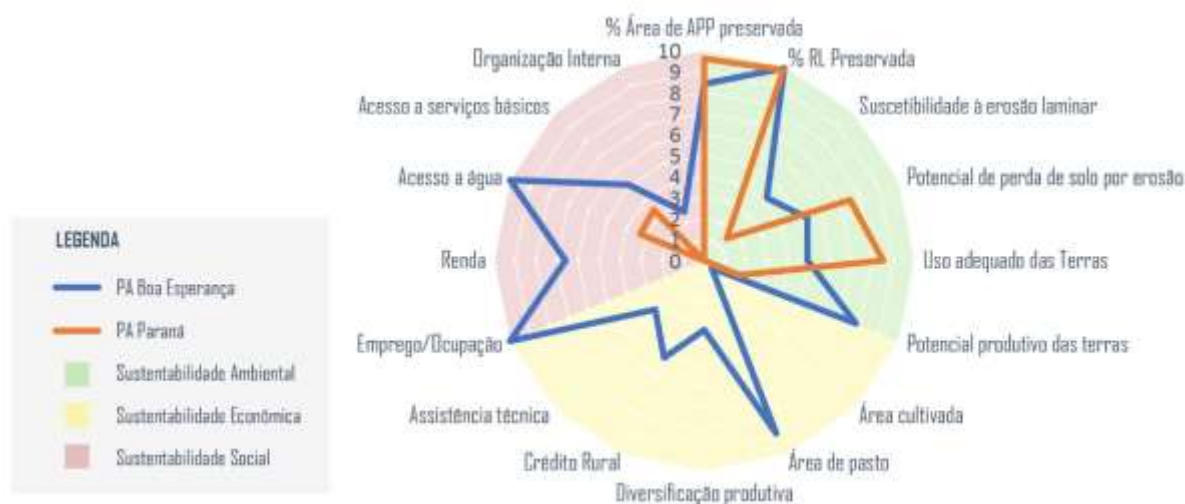 % Área de APP preservada
% RL Preservada
Suscetibilidade à erosão laminar
Potencial de perda de solo por erosão
Uso adequado das Terras
Potencial produtivo das terras
Área cultivada
Área de pasto
Diversificação produtiva
Crédito Rural
Assistência técnica
Emprego/Ocupação
Renda
Acesso a água
Acesso a serviços básicos
Organização Interna
10
9
8
7
6
5
4
3
2
1
0
LEGENDA
PA Boa Esperança
PA Paraná
Sustentabilidade Ambiental
Sustentabilidade Econômica
Sustentabilidade Social